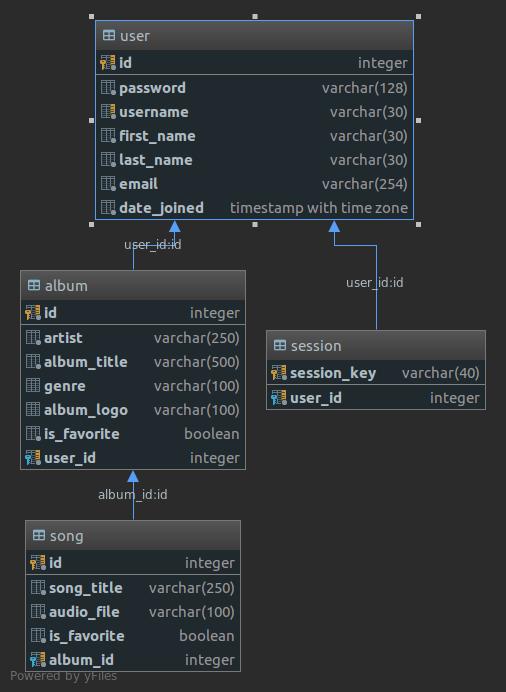 user
id integer
password varchar(128)
username varchar(30)
first_name varchar(30)
last_name varchar(30)
email varchar(254)
date_joined timestamp with time zone
user_id:id
user_id:id
album
id integer
artist varchar(250)
album_title varchar(500)
genre varchar(100)
album_logo varchar(100)
is_favorite boolean
user_id integer
session
session_key varchar(40)
user_id integer
album_id:id
song
id integer
song_title varchar(250)
audio_file varchar(100)
is_favorite boolean
album_id integer
Powered by yFiles